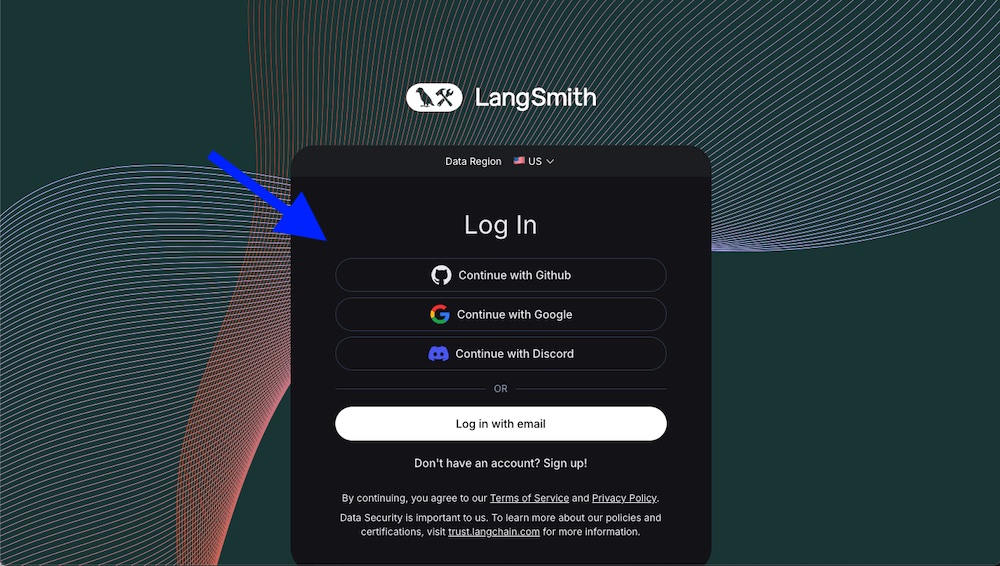 LangSmith
Data Region 🇺🇸 US
Log In
Continue with Github
Continue with Google
Continue with Discord
OR
Log in with email
Don't have an account? Sign up!
By continuing, you agree to our Terms of Service and Privacy Policy.
Data Security is important to us. To learn more about our policies and
certifications, visit trust.langchain.com for more information.